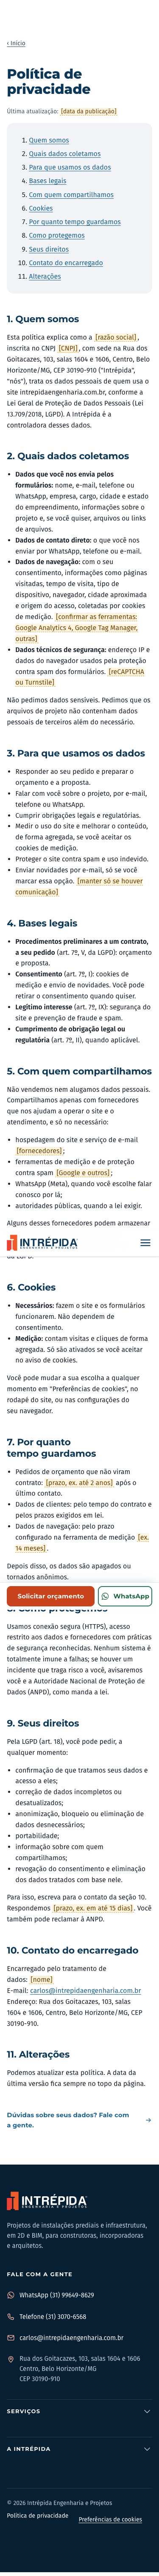 ‹ Início
Política de
privacidade
Última atualização: [data da publicação]
1. Quem somos
2. Quais dados coletamos
3. Para que usamos os dados
4. Bases legais
5. Com quem compartilhamos
6. Cookies
7. Por quanto tempo guardamos
8. Como protegemos
9. Seus direitos
10. Contato do encarregado
11. Alterações
1. Quem somos
Esta política explica como a [razão social],
inscrita no CNPJ [CNPJ], com sede na Rua dos
Goitacazes, 103, salas 1604 e 1606, Centro, Belo
Horizonte/MG, CEP 30190-910 ("Intrépida",
"nós"), trata os dados pessoais de quem usa o
site intrepidaengenharia.com.br, conforme a
Lei Geral de Proteção de Dados Pessoais (Lei
13.709/2018, LGPD). A Intrépida é a
controladora desses dados.
2. Quais dados coletamos
• Dados que você nos envia pelos
formulários: nome, e-mail, telefone ou
WhatsApp, empresa, cargo, cidade e estado
do empreendimento, informações sobre o
projeto e, se você quiser, arquivos ou links
de arquivos.
• Dados de contato direto: o que você nos
enviar por WhatsApp, telefone ou e-mail.
• Dados de navegação: com o seu
consentimento, informações como páginas
visitadas, tempo de visita, tipo de
dispositivo, navegador, cidade aproximada
e origem do acesso, coletadas por cookies
de medição. [confirmar as ferramentas:
Google Analytics 4, Google Tag Manager,
outras]
• Dados técnicos de segurança: endereço IP e
dados do navegador usados pela proteção
contra spam dos formulários. [reCAPTCHA
ou Turnstile]
Não pedimos dados sensíveis. Pedimos que os
arquivos de projeto não contenham dados
pessoais de terceiros além do necessário.
3. Para que usamos os dados
• Responder ao seu pedido e preparar o
orçamento e a proposta.
• Falar com você sobre o projeto, por e-mail,
telefone ou WhatsApp.
• Cumprir obrigações legais e regulatórias.
• Medir o uso do site e melhorar o conteúdo,
de forma agregada, se você aceitar os
cookies de medição.
• Proteger o site contra spam e uso indevido.
• Enviar novidades por e-mail, só se você
marcar essa opção. [manter só se houver
comunicação]
4. Bases legais
• Procedimentos preliminares a um contrato,
a seu pedido (art. 7º, V, da LGPD): orçamento
e proposta.
• Consentimento (art. 7º, I): cookies de
medição e envio de novidades. Você pode
retirar o consentimento quando quiser.
• Legítimo interesse (art. 7º, IX): segurança do
site e prevenção de fraude e spam.
• Cumprimento de obrigação legal ou
regulatória (art. 7º, II), quando aplicável.
5. Com quem compartilhamos
Não vendemos nem alugamos dados pessoais.
Compartilhamos apenas com fornecedores
que nos ajudam a operar o site e o
atendimento, e só no necessário:
• hospedagem do site e serviço de e-mail
[fornecedores];
• ferramentas de medição e de proteção
contra spam [Google e outros];
• WhatsApp (Meta), quando você escolhe falar
conosco por lá;
• autoridades públicas, quando a lei exigir.
Alguns desses fornecedores podem armazenar
INTRÉPIDA
ENGENHARIA E PROJETOS
6. Cookies
• Necessários: fazem o site e os formulários
funcionarem. Não dependem de
consentimento.
• Medição: contam visitas e cliques de forma
agregada. Só são ativados se você aceitar
no aviso de cookies.
Você pode mudar a sua escolha a qualquer
momento em "Preferências de cookies", no
rodapé do site, ou nas configurações do
seu navegador.
7. Por quanto
tempo guardamos
• Pedidos de orçamento que não viram
contrato: [prazo, ex. até 2 anos] após o
último contato.
• Dados de clientes: pelo tempo do contrato e
pelos prazos exigidos em lei.
• Dados de navegação: pelo prazo
configurado na ferramenta de medição [ex.
14 meses].
Depois disso, os dados são apagados ou
tornados anônimos.
Solicitar orçamento
WhatsApp
8. Como protegemos
Usamos conexão segura (HTTPS), acesso
restrito aos dados e fornecedores com práticas
de segurança reconhecidas. Nenhum sistema é
totalmente imune a falhas; se houver um
incidente que traga risco a você, avisaremos
você e a Autoridade Nacional de Proteção de
Dados (ANPD), como manda a lei.
9. Seus direitos
Pela LGPD (art. 18), você pode pedir, a
qualquer momento:
• confirmação de que tratamos seus dados e
acesso a eles;
• correção de dados incompletos ou
desatualizados;
• anonimização, bloqueio ou eliminação de
dados desnecessários;
• portabilidade;
• informação sobre com quem
compartilhamos;
• revogação do consentimento e eliminação
dos dados tratados com base nele.
Para isso, escreva para o contato da seção 10.
Respondemos [prazo, ex. em até 15 dias]. Você
também pode reclamar à ANPD.
10. Contato do encarregado
Encarregado pelo tratamento de
dados: [nome]
E-mail: carlos@intrepidaengenharia.com.br
Endereço: Rua dos Goitacazes, 103, salas
1604 e 1606, Centro, Belo Horizonte/MG, CEP
30190-910.
11. Alterações
Podemos atualizar esta política. A data da
última versão fica sempre no topo da página.
Dúvidas sobre seus dados? Fale com
a gente. →
INTRÉPIDA
ENGENHARIA E PROJETOS
Projetos de instalações prediais e infraestrutura,
em 2D e BIM, para construtoras, incorporadoras
e arquitetos.
FALE COM A GENTE
WhatsApp (31) 99649-8629
Telefone (31) 3070-6568
carlos@intrepidaengenharia.com.br
Rua dos Goitacazes, 103, salas 1604 e 1606
Centro, Belo Horizonte/MG
CEP 30190-910
SERVIÇOS
A INTRÉPIDA
© 2026 Intrépida Engenharia e Projetos
Política de privacidade
Preferências de cookies